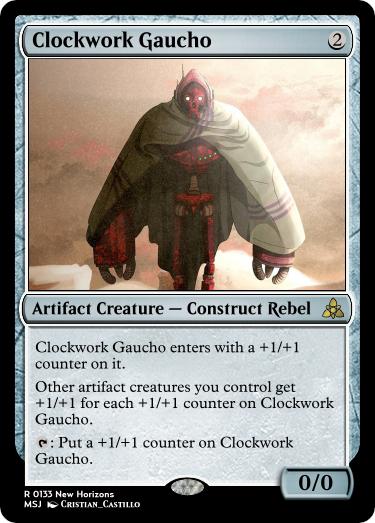 Clockwork Gaucho 2
Artifact Creature — Construct Rebel
Clockwork Gaucho enters with a +1/+1
counter on it.
Other artifact creatures you control get
+1/+1 for each +1/+1 counter on Clockwork
Gaucho.
: Put a +1/+1 counter on Clockwork
Gaucho.
0/0
R 0133 New Horizons
MSJ Cristian_Castillo